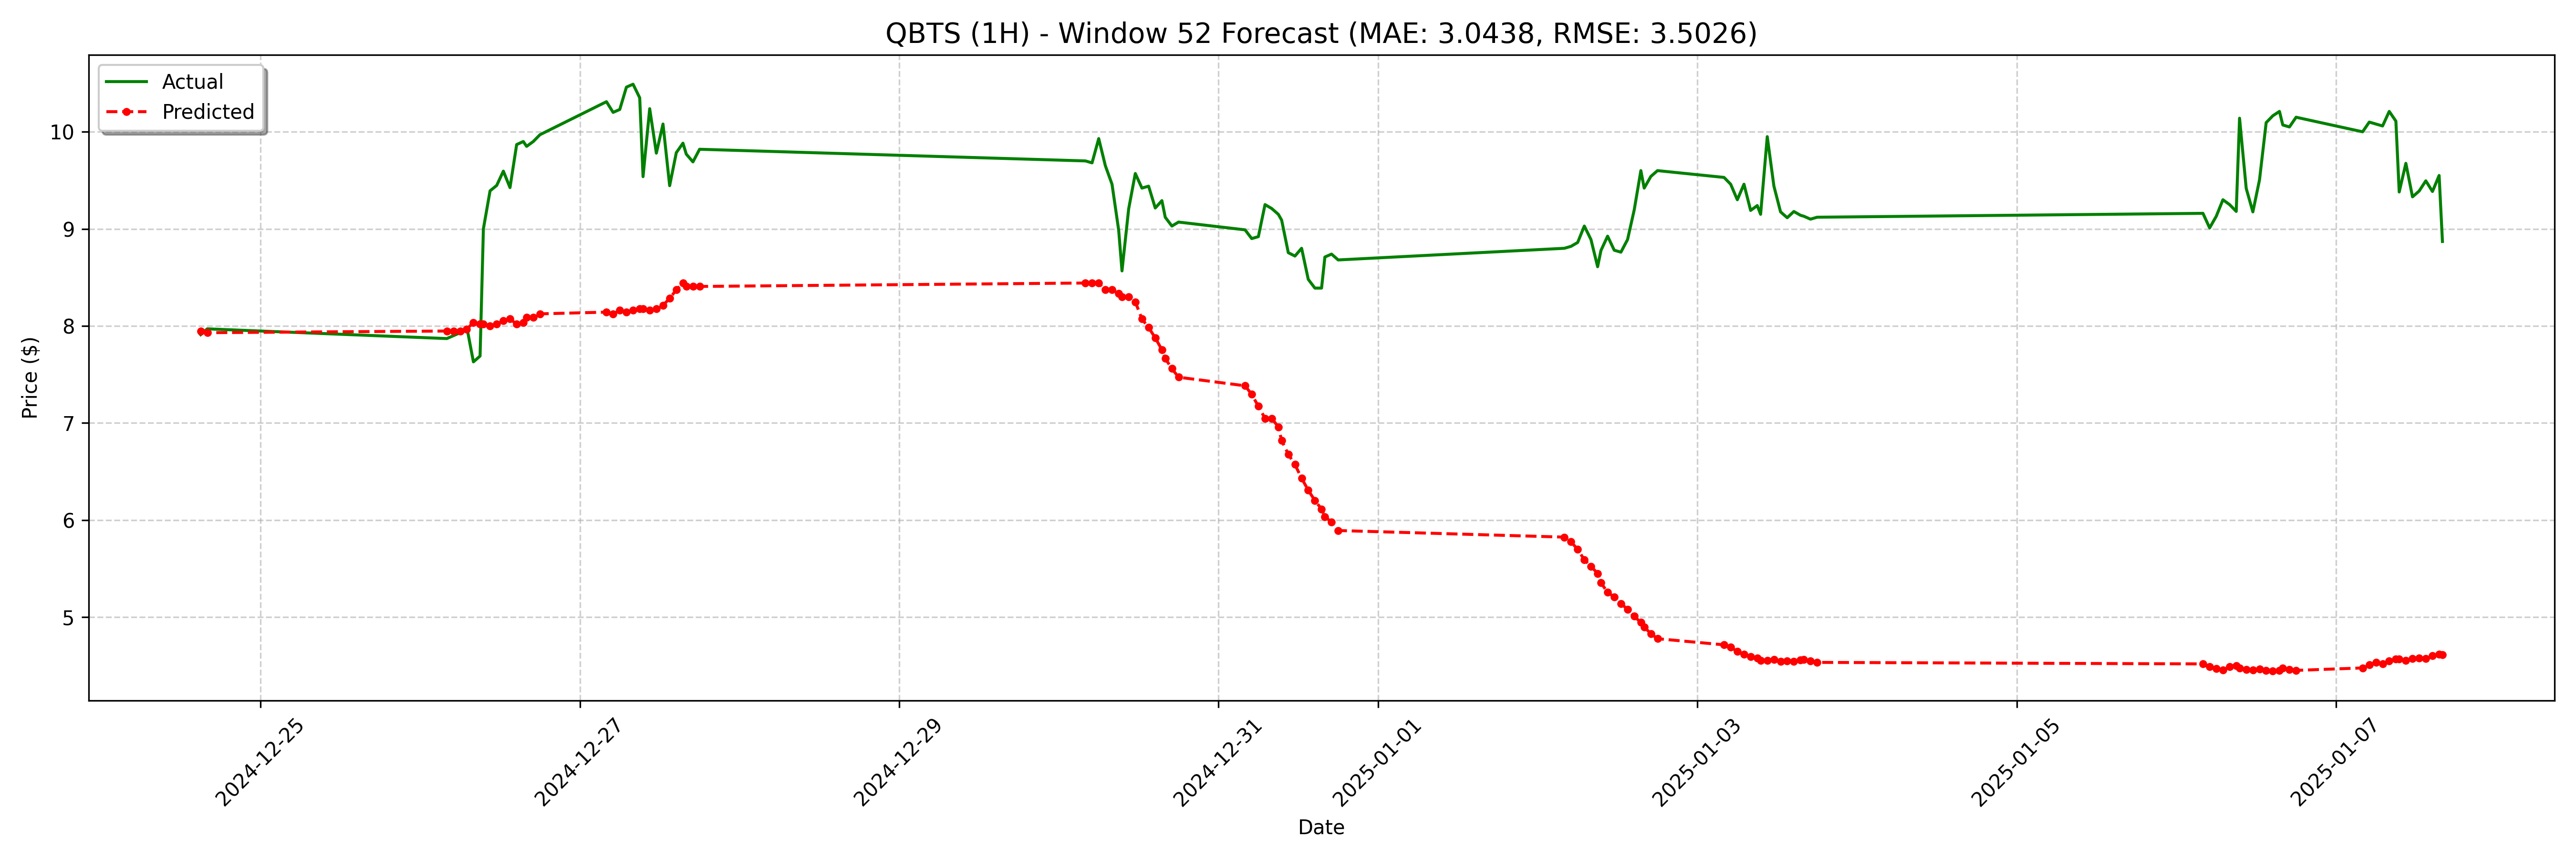 QBTS (1H) - Window 52 Forecast (MAE: 3.0438, RMSE: 3.5026)
Actual
Predicted
Price ($)
10
9
8
7
6
5
2024-12-25
2024-12-27
2024-12-29
2024-12-31
2025-01-01
2025-01-03
2025-01-05
2025-01-07
Date